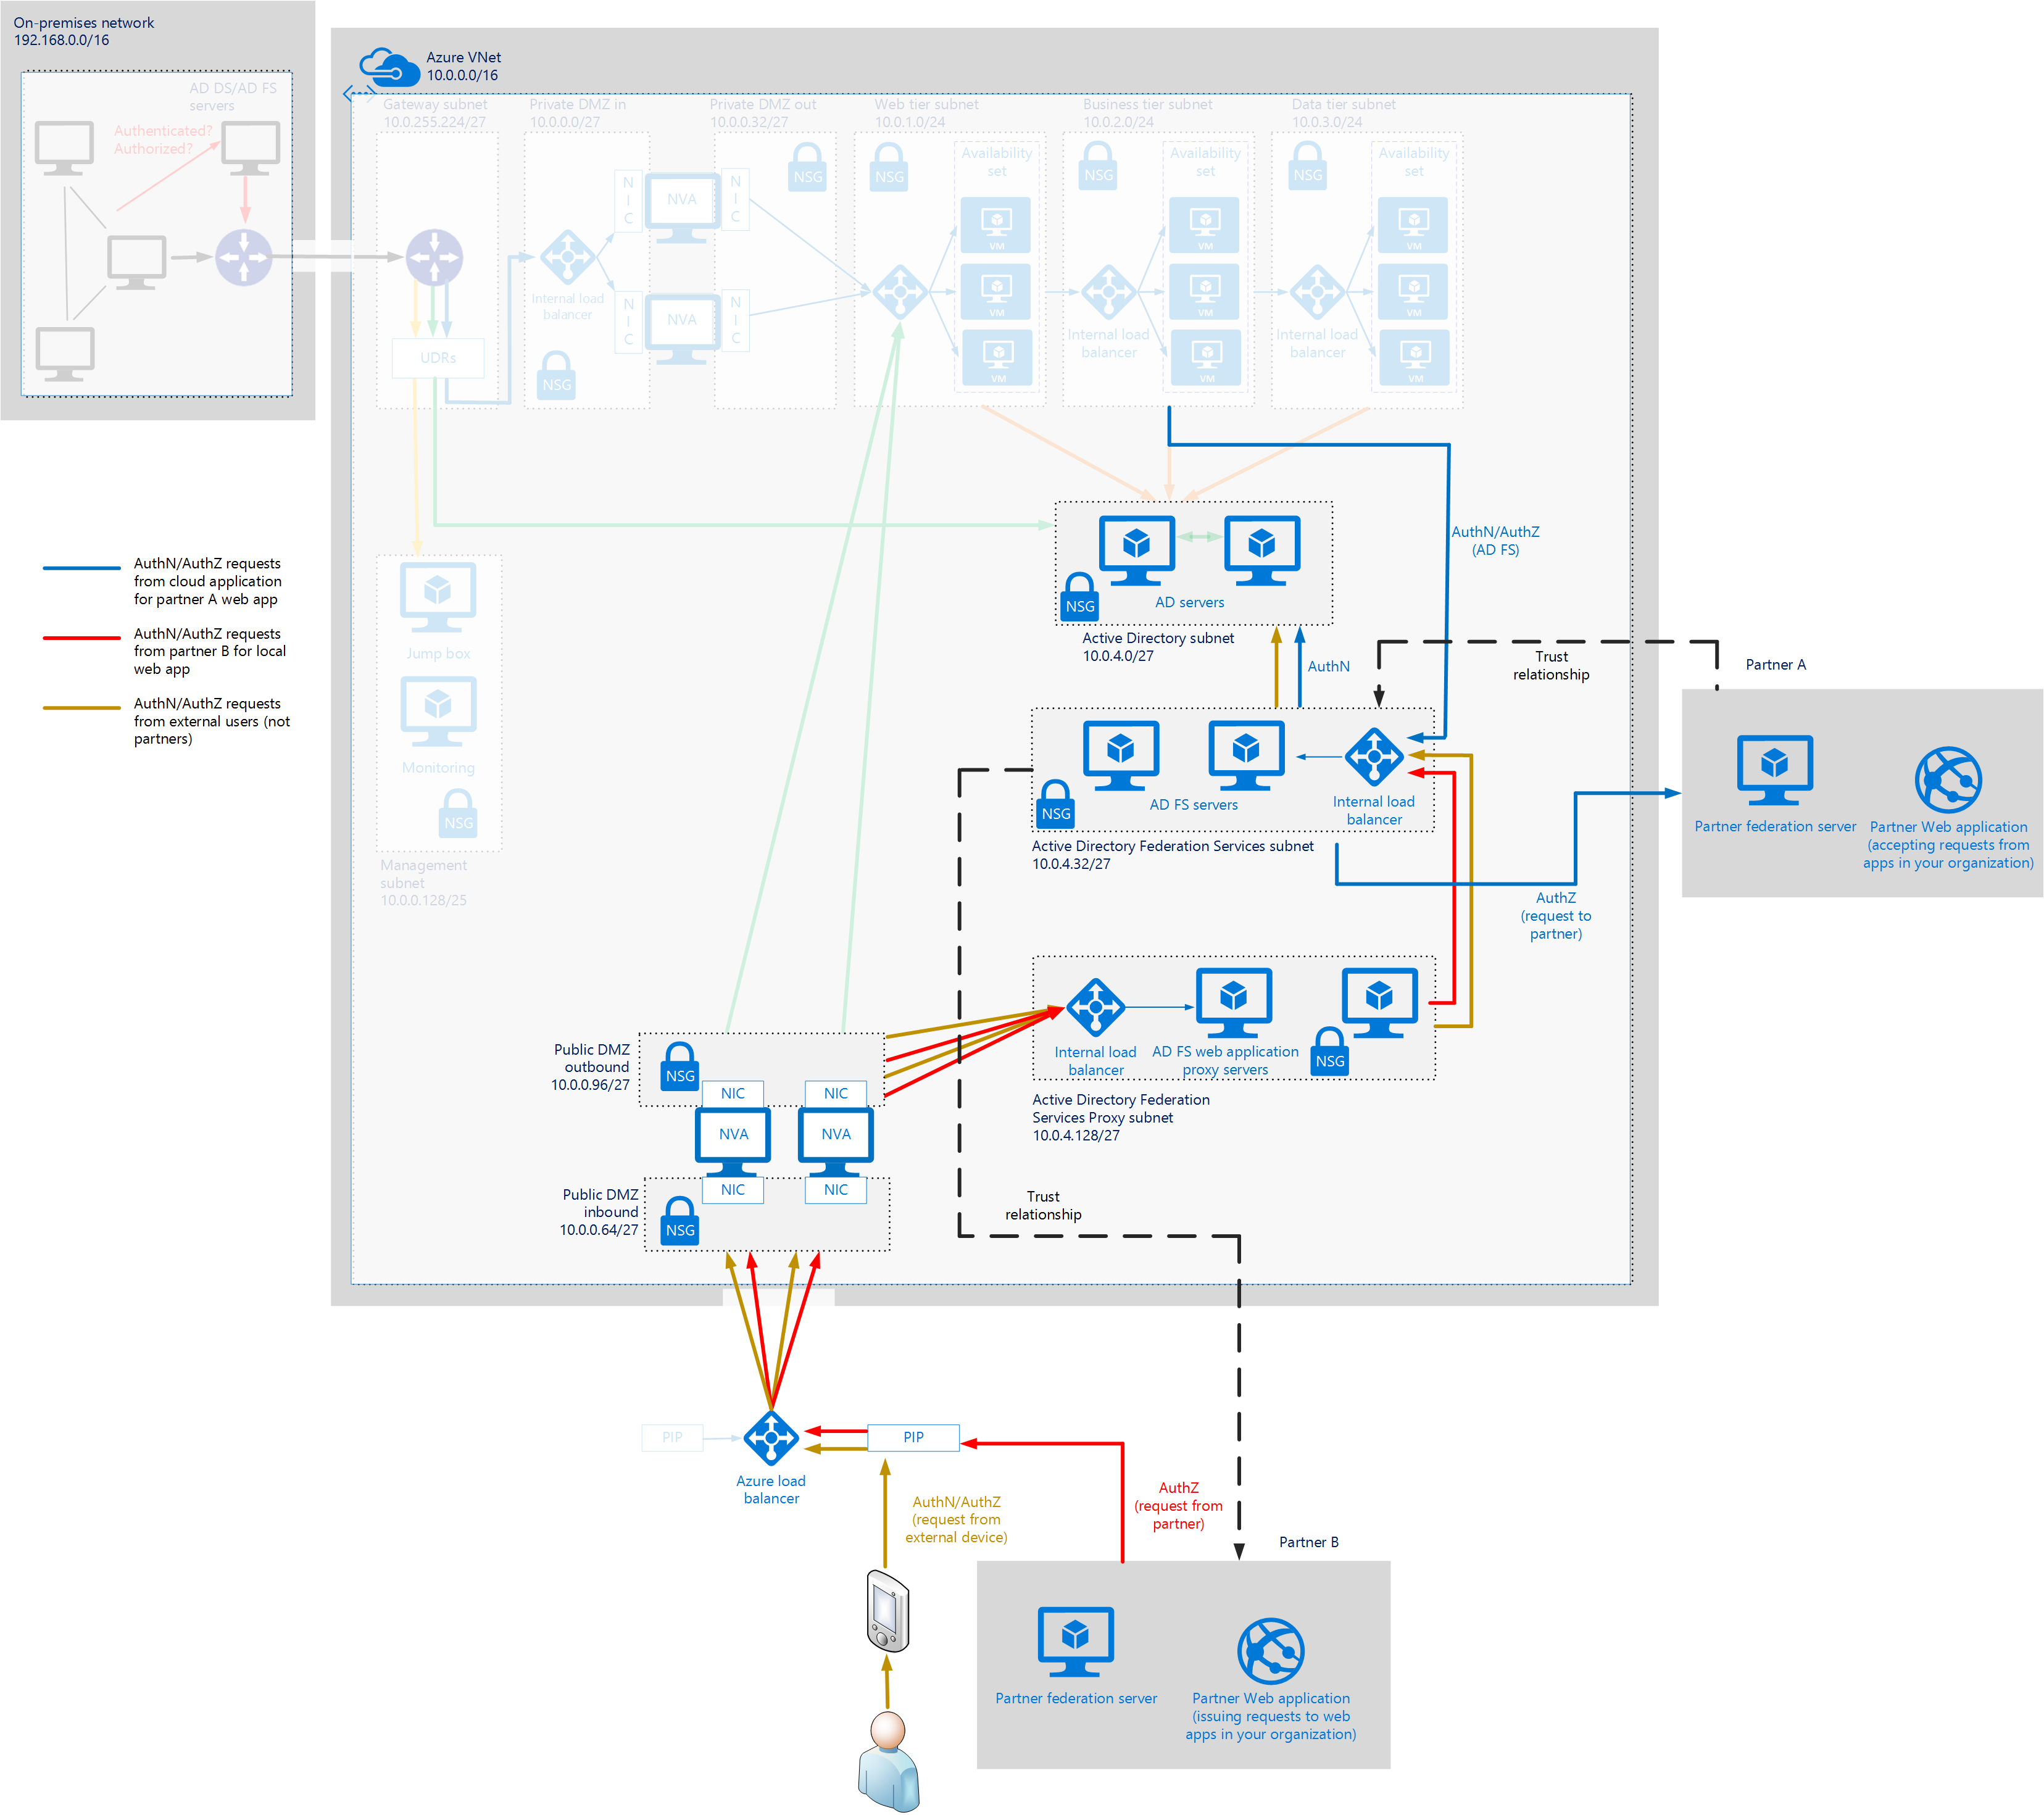 On-premises network
192.168.0.0/16
AD DS/AD FS
servers
Authenticated?
Authorized?
Azure VNet
10.0.0.0/16
Gateway subnet
10.0.255.224/27
UDRs
Private DMZ in
10.0.0.0/27
Internal load
balancer
NSG
N
I
C
N
I
C
NVA
NVA
Private DMZ out
10.0.0.32/27
N
I
C
N
I
C
NSG
Web tier subnet
10.0.1.0/24
NSG
Availability
set
VM
VM
VM
Business tier subnet
10.0.2.0/24
NSG
Internal load
balancer
Availability
set
VM
VM
VM
Data tier subnet
10.0.3.0/24
NSG
Internal load
balancer
Availability
set
VM
VM
VM
AuthN/AuthZ requests
from cloud application
for partner A web app
AuthN/AuthZ requests
from partner B for local
web app
AuthN/AuthZ requests
from external users (not
partners)
Jump box
Monitoring
NSG
Management
subnet
10.0.0.128/25
NSG
AD servers
Active Directory subnet
10.0.4.0/27
AuthN/AuthZ
(AD FS)
AuthN
Trust
relationship
Partner A
Partner federation server
Partner Web application
(accepting requests from
apps in your organization)
NSG
AD FS servers
Internal load
balancer
Active Directory Federation Services subnet
10.0.4.32/27
AuthZ
(request to
partner)
Internal load
balancer
AD FS web application
proxy servers
NSG
Active Directory Federation
Services Proxy subnet
10.0.4.128/27
Public DMZ
outbound
10.0.0.96/27
NSG
NIC
NIC
NVA
NVA
Public DMZ
inbound
10.0.0.64/27
NSG
NIC
NIC
Trust
relationship
PIP
Azure load
balancer
PIP
AuthN/AuthZ
(request from
external device)
AuthZ
(request from
partner)
Partner B
Partner federation server
Partner Web application
(issuing requests to web
apps in your organization)